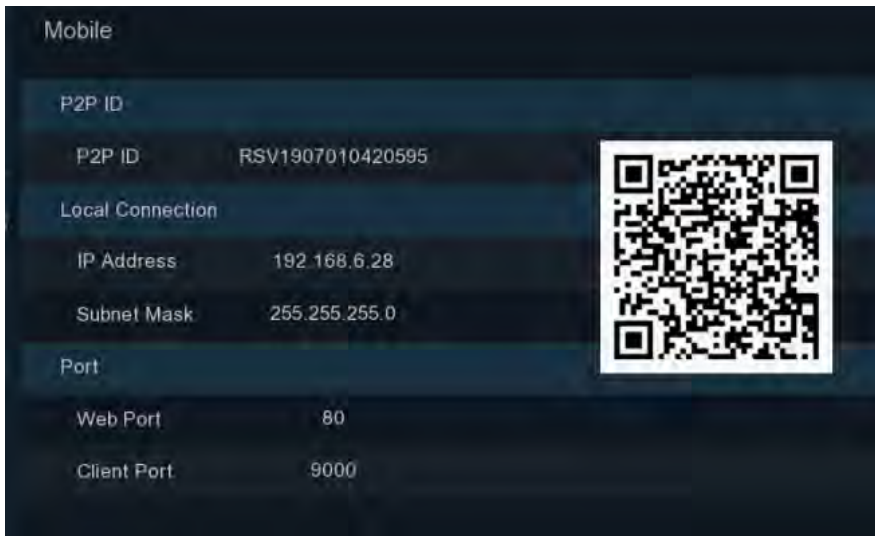 Mobile
P2P ID
P2P ID RSV1907010420595
Local Connection
IP Address 192.168.6.28
Subnet Mask 255.255.255.0
Port
Web Port 80
Client Port 9000